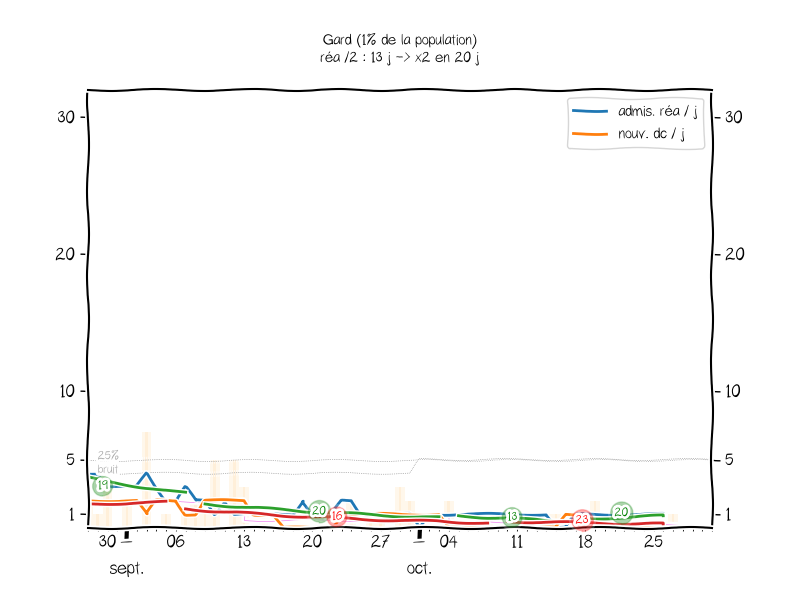 Gard (1% de la population)
réa /2 : 13 j -> x2 en 20 j
admis. réa / j
nouv. dc / j
30 30
20 20
10 10
5 5
25%
bruit
19
20 16 13 23 20
1 1
30 06 13 20 27 04 11 18 25
sept. oct.